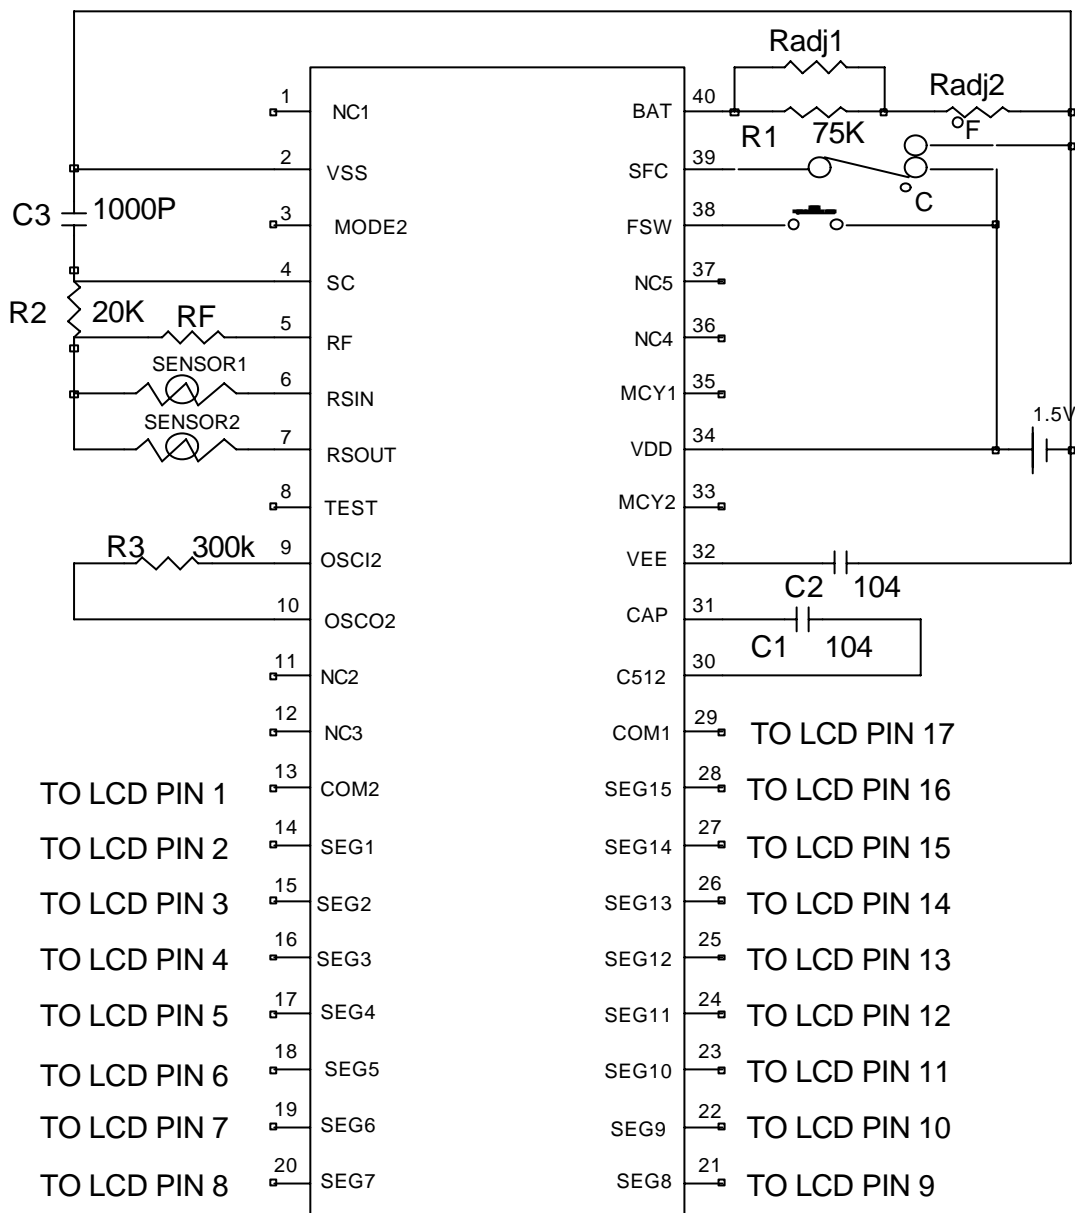 Radj1
Radj2
1 NC1 BAT 40
R1 75K F
2 VSS SFC 39
C3 1000P
C
3 MODE2 FSW 38
4 SC NC5 37
R2 20K RF
5 RF NC4 36
SENSOR1
6 RSIN MCY1 35
1.5V
SENSOR2
7 RSOUT VDD 34
8 TEST MCY2 33
R3 300k
9 OSCI2 VEE 32
C2 104
10 OSCO2 CAP 31
C1 104
11 NC2 C512 30
12 NC3 COM1 29 TO LCD PIN 17
TO LCD PIN 1 13 COM2 SEG15 28 TO LCD PIN 16
TO LCD PIN 2 14 SEG1 SEG14 27 TO LCD PIN 15
TO LCD PIN 3 15 SEG2 SEG13 26 TO LCD PIN 14
TO LCD PIN 4 16 SEG3 SEG12 25 TO LCD PIN 13
TO LCD PIN 5 17 SEG4 SEG11 24 TO LCD PIN 12
TO LCD PIN 6 18 SEG5 SEG10 23 TO LCD PIN 11
TO LCD PIN 7 19 SEG6 SEG9 22 TO LCD PIN 10
TO LCD PIN 8 20 SEG7 SEG8 21 TO LCD PIN 9